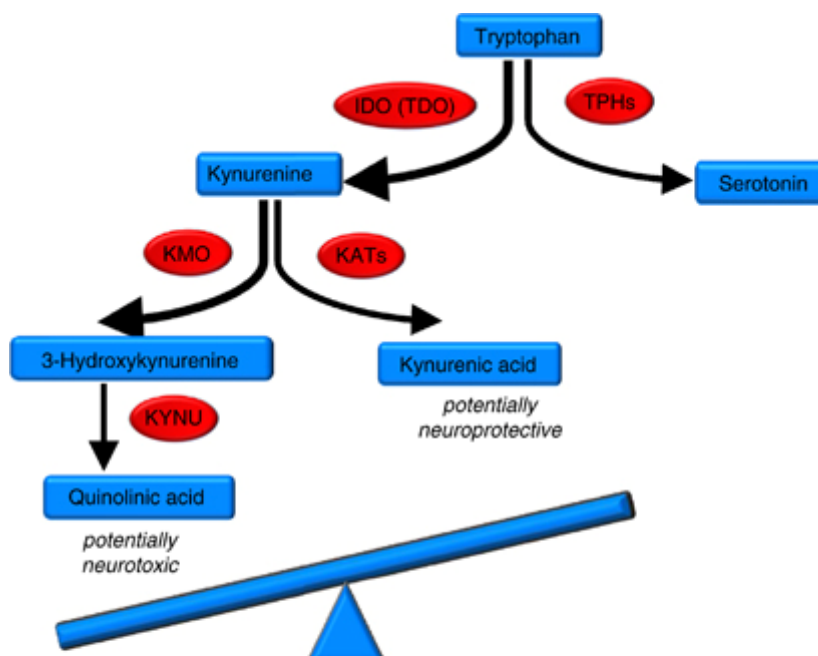 Tryptophan
IDO (TDO)
TPHs
Kynurenine
Serotonin
KMO
KATs
3-Hydroxykynurenine
Kynurenic acid
potentially
neuroprotective
KYNU
Quinolinic acid
potentially
neurotoxic